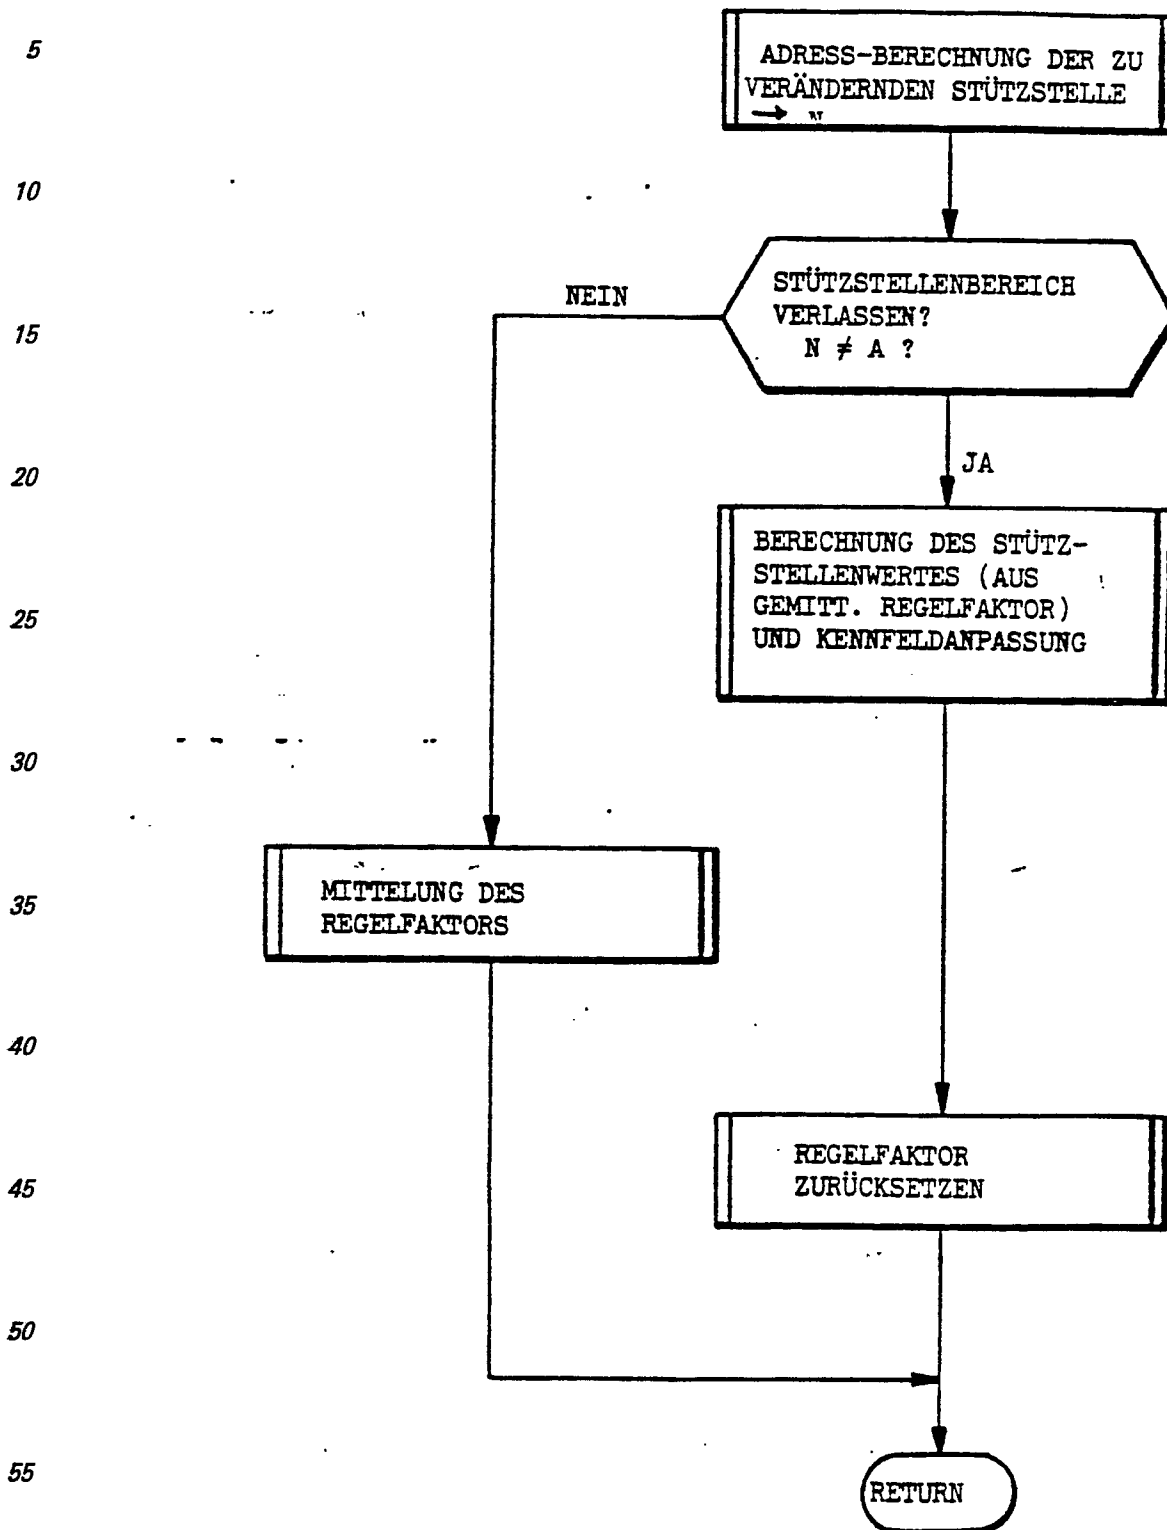 5
ADRESS-BERECHNUNG DER ZU
VERÄNDERNDEN STÜTZSTELLE
→
10
STÜTZSTELLENBEREICH
VERLASSEN?
N ≠ A ?
NEIN
15
JA
20
BERECHNUNG DES STÜTZ-
STELLENWERTES (AUS
GEMITT. REGELFAKTOR)
UND KENNFELDANPASSUNG
25
30
MITTELUNG DES
REGELFAKTORS
35
40
REGELFAKTOR
ZURÜCKSETZEN
45
50
55
RETURN